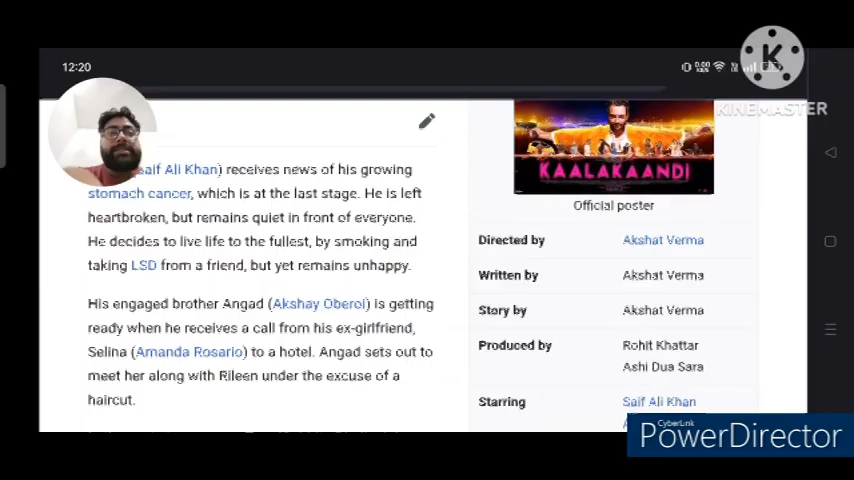 12:20
KINEMASTER
Saif Ali Khan) receives news of his growing
stomach cancer, which is at the last stage. He is left
heartbroken, but remains quiet in front of everyone.
He decides to live life to the fullest, by smoking and
taking LSD from a friend, but yet remains unhappy.
His engaged brother Angad (Akshay Oberoi) is getting
ready when he receives a call from his ex-girlfriend,
Selina (Amanda Rosario) to a hotel. Angad sets out to
meet her along with Rileen under the excuse of a
haircut.
KAALAKAANDI
Official poster
Directed by Akshat Verma
Written by Akshat Verma
Story by Akshat Verma
Produced by Rohit Khattar
Ashi Dua Sara
Starring Saif Ali Khan
CyberLink
PowerDirector